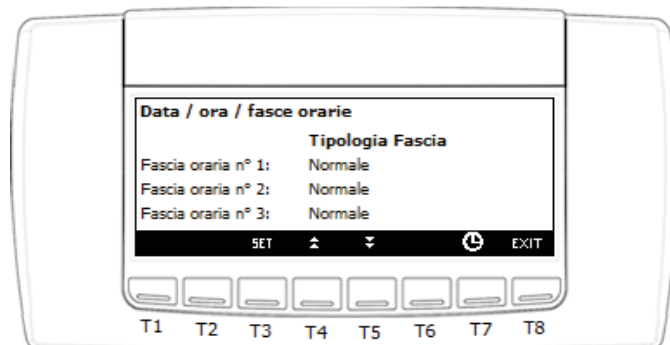 Data / ora / fasce orarie
Tipologia Fascia
Fascia oraria n° 1: Normale
Fascia oraria n° 2: Normale
Fascia oraria n° 3: Normale
SET EXIT
T1 T2 T3 T4 T5 T6 T7 T8